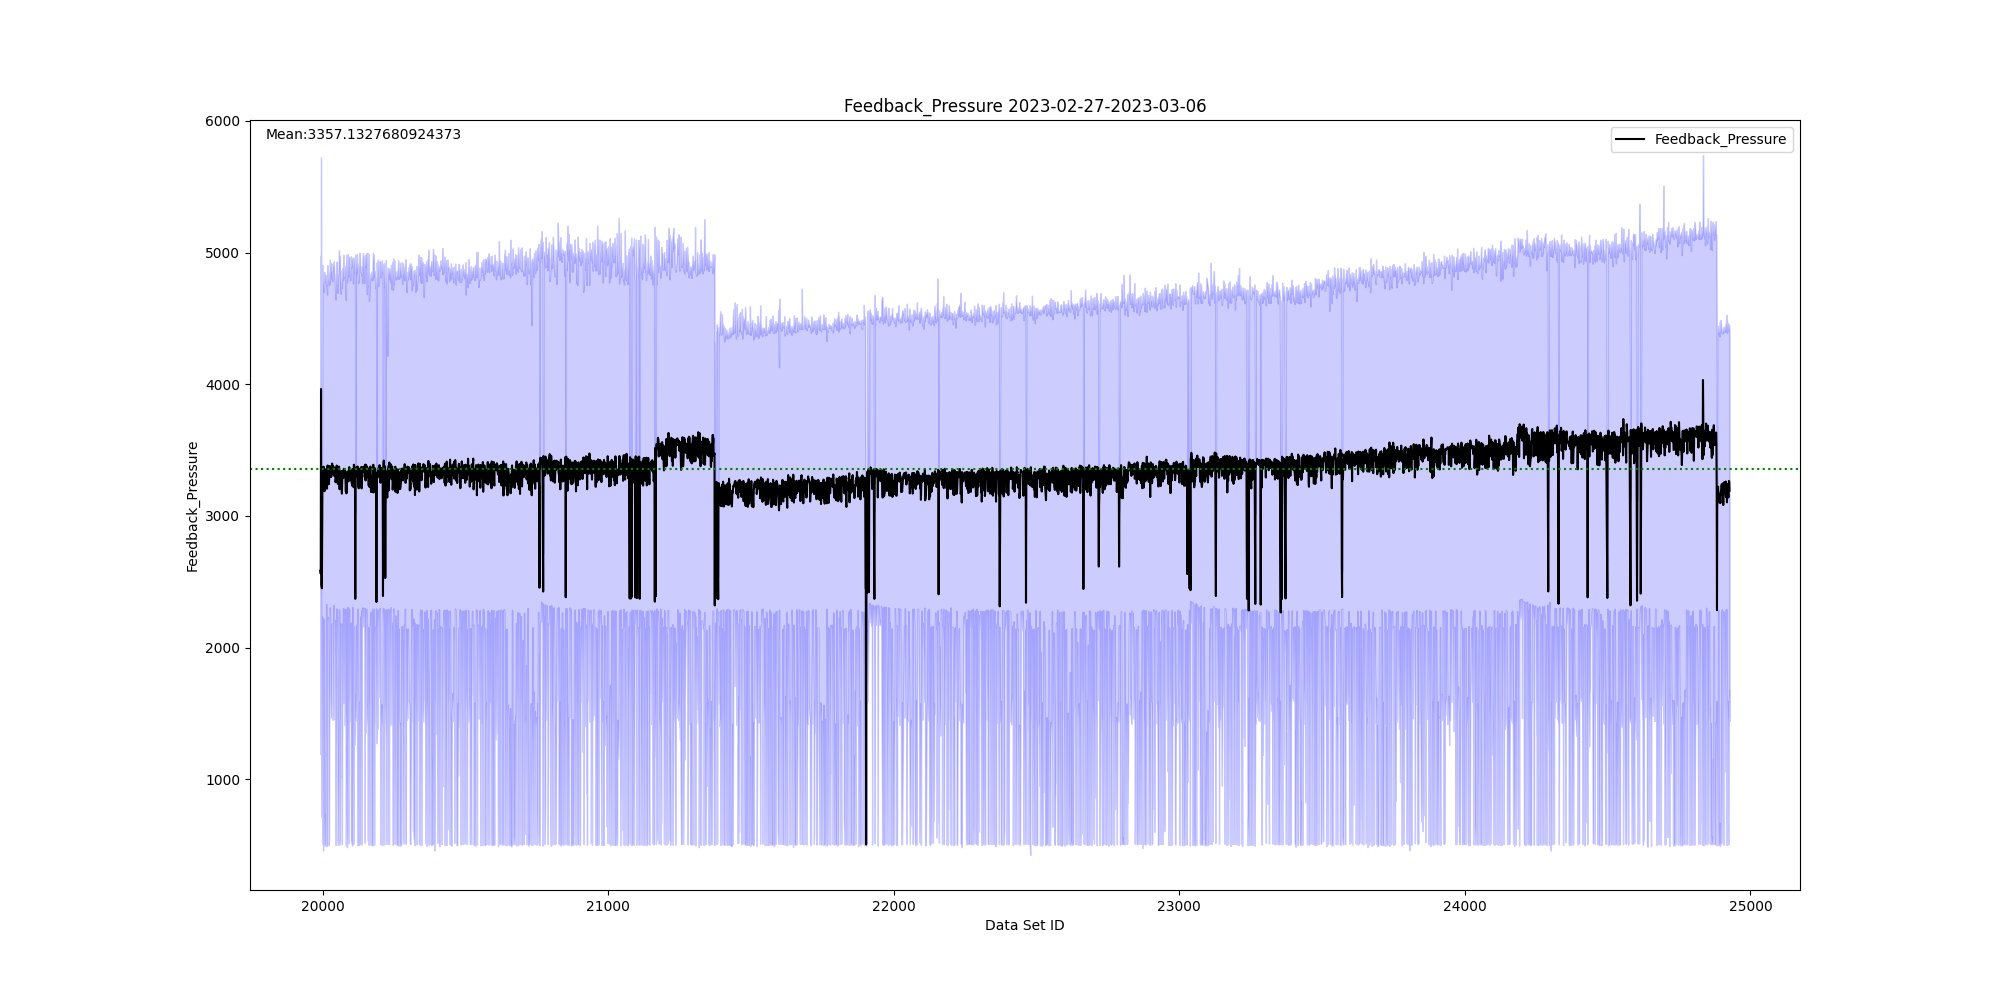 Feedback_Pressure 2023-02-27-2023-03-06
Mean:3357.1327680924373
Feedback_Pressure
6000
5000
4000
3000
2000
1000
Feedback_Pressure
20000
21000
22000
23000
24000
25000
Data Set ID